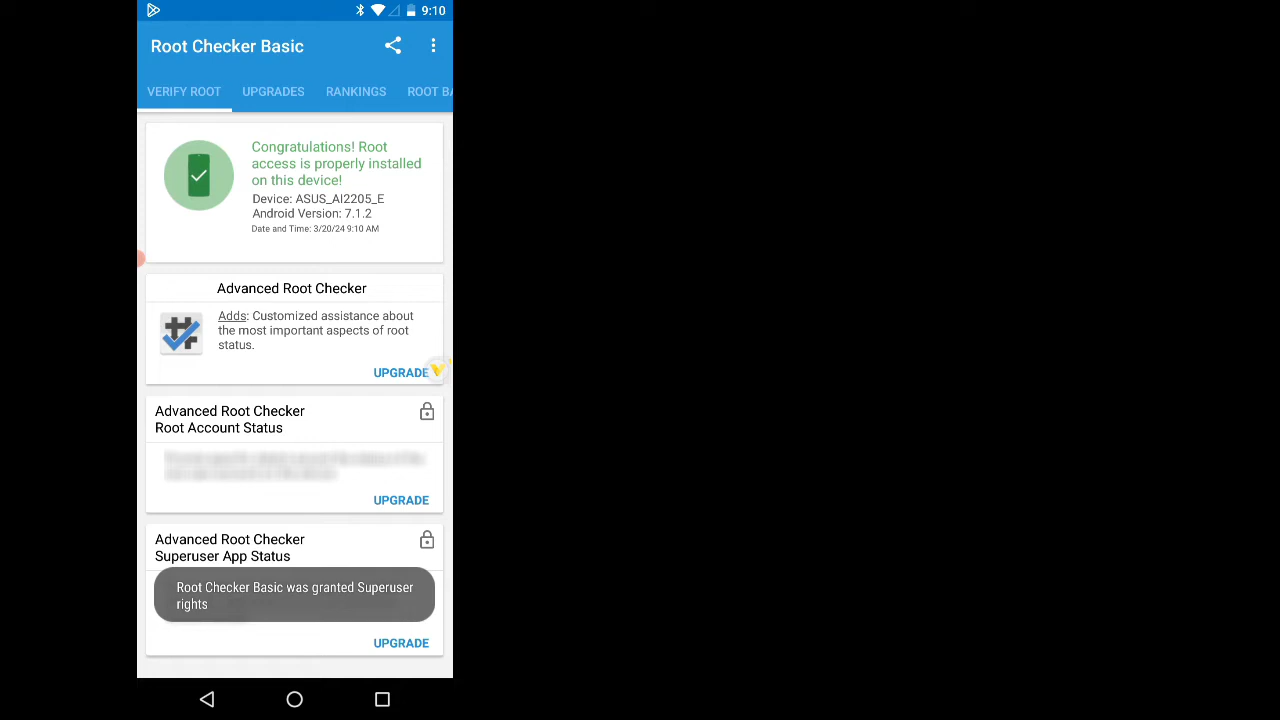 9:10
Root Checker Basic
VERIFY ROOT UPGRADES RANKINGS ROOT BA
Congratulations! Root
access is properly installed
on this device!
Device: ASUS_AI2205_E
Android Version: 7.1.2
Date and Time: 3/20/24 9:10 AM
Advanced Root Checker
Adds: Customized assistance about
the most important aspects of root
status.
UPGRADE
Advanced Root Checker
Root Account Status
UPGRADE
Advanced Root Checker
Superuser App Status
Root Checker Basic was granted Superuser
rights
UPGRADE